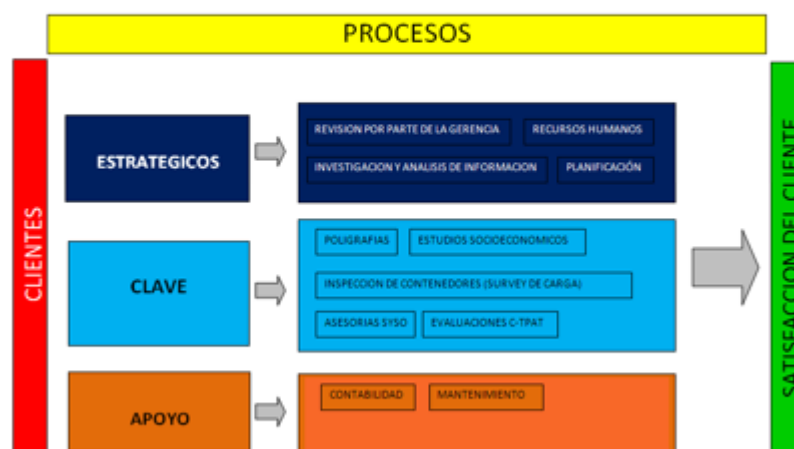 PROCESOS
CLIENTES
ESTRATEGICOS
REVISION POR PARTE DE LA GERENCIA
RECURSOS HUMANOS
INVESTIGACION Y ANALISIS DE INFORMACION
PLANIFICACIÓN
CLAVE
POLIGRAFIAS
ESTUDIOS SOCIOECONOMICOS
INSPECCION DE CONTENEDORES (SURVEY DE CARGA)
ASESORIAS SYSO
EVALUACIONES C-TPAT
APOYO
CONTABILIDAD
MANTENIMIENTO
SATISFACCION DEL CLIENTE